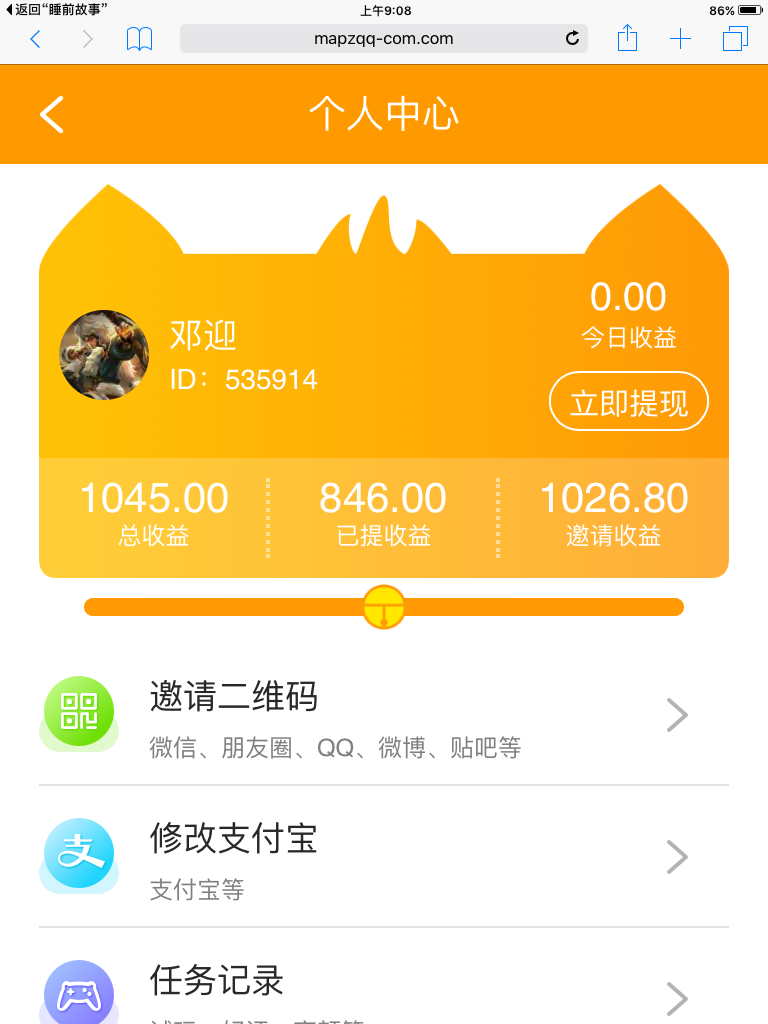 返回“睡前故事”
上午9:08
86%
mapzqq-com.com
个人中心
邓迎
ID：535914
0.00
今日收益
立即提现
1045.00
总收益
846.00
已提收益
1026.80
邀请收益
邀请二维码
微信、朋友圈、QQ、微博、贴吧等
修改支付宝
支付宝等
任务记录